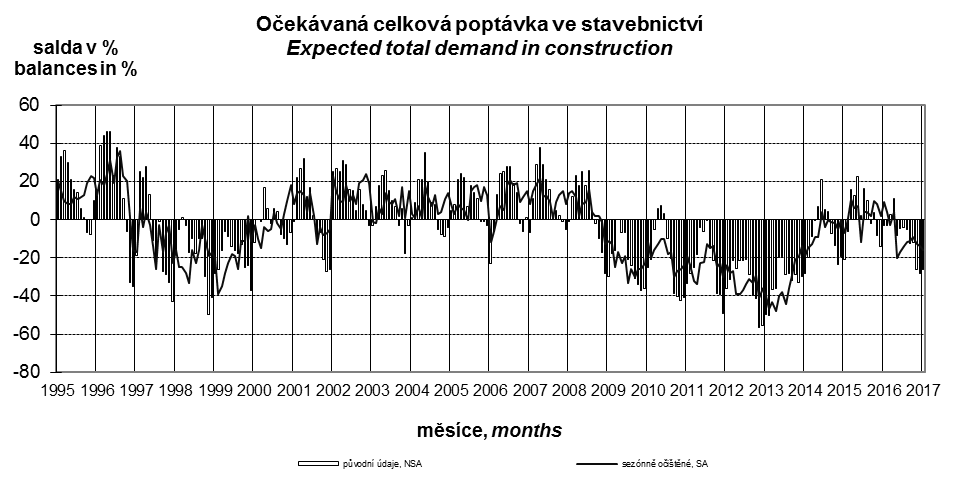 Očekávaná celková poptávka ve stavebnictví
Expected total demand in construction
salda v %
balances in %
60
40
20
0
-20
-40
-60
-80
1995 1996 1997 1998 1999 2000 2001 2002 2003 2004 2005 2006 2007 2008 2009 2010 2011 2012 2013 2014 2015 2016 2017
měsíce, months
původní údaje, NSA
sezónně očištěné, SA